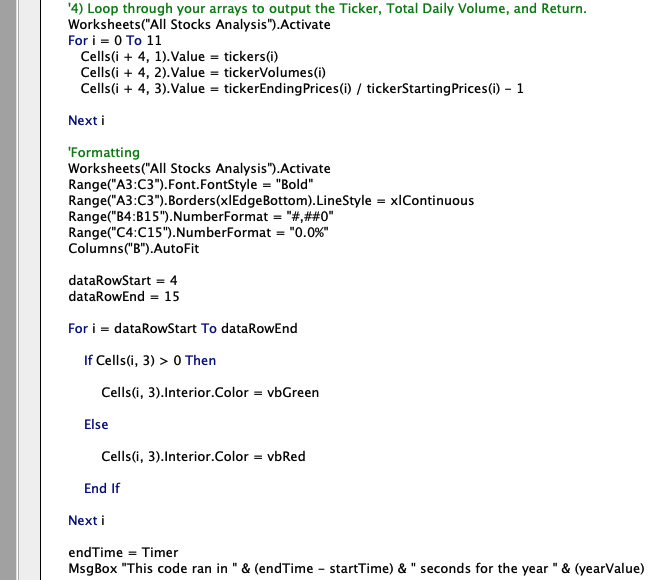 '4) Loop through your arrays to output the Ticker, Total Daily Volume, and Return.
Worksheets("All Stocks Analysis").Activate
For i = 0 To 11
Cells(i + 4, 1).Value = tickers(i)
Cells(i + 4, 2).Value = tickerVolumes(i)
Cells(i + 4, 3).Value = tickerEndingPrices(i) / tickerStartingPrices(i) - 1
Next i
'Formatting
Worksheets("All Stocks Analysis").Activate
Range("A3:C3").Font.FontStyle = "Bold"
Range("A3:C3").Borders(xlEdgeBottom).LineStyle = xlContinuous
Range("B4:B15").NumberFormat = "#,##0"
Range("C4:C15").NumberFormat = "0.0%"
Columns("B").AutoFit
dataRowStart = 4
dataRowEnd = 15
For i = dataRowStart To dataRowEnd
If Cells(i, 3) > 0 Then
Cells(i, 3).Interior.Color = vbGreen
Else
Cells(i, 3).Interior.Color = vbRed
End If
Next i
endTime = Timer
MsgBox "This code ran in " & (endTime - startTime) & " seconds for the year " & (yearValue)